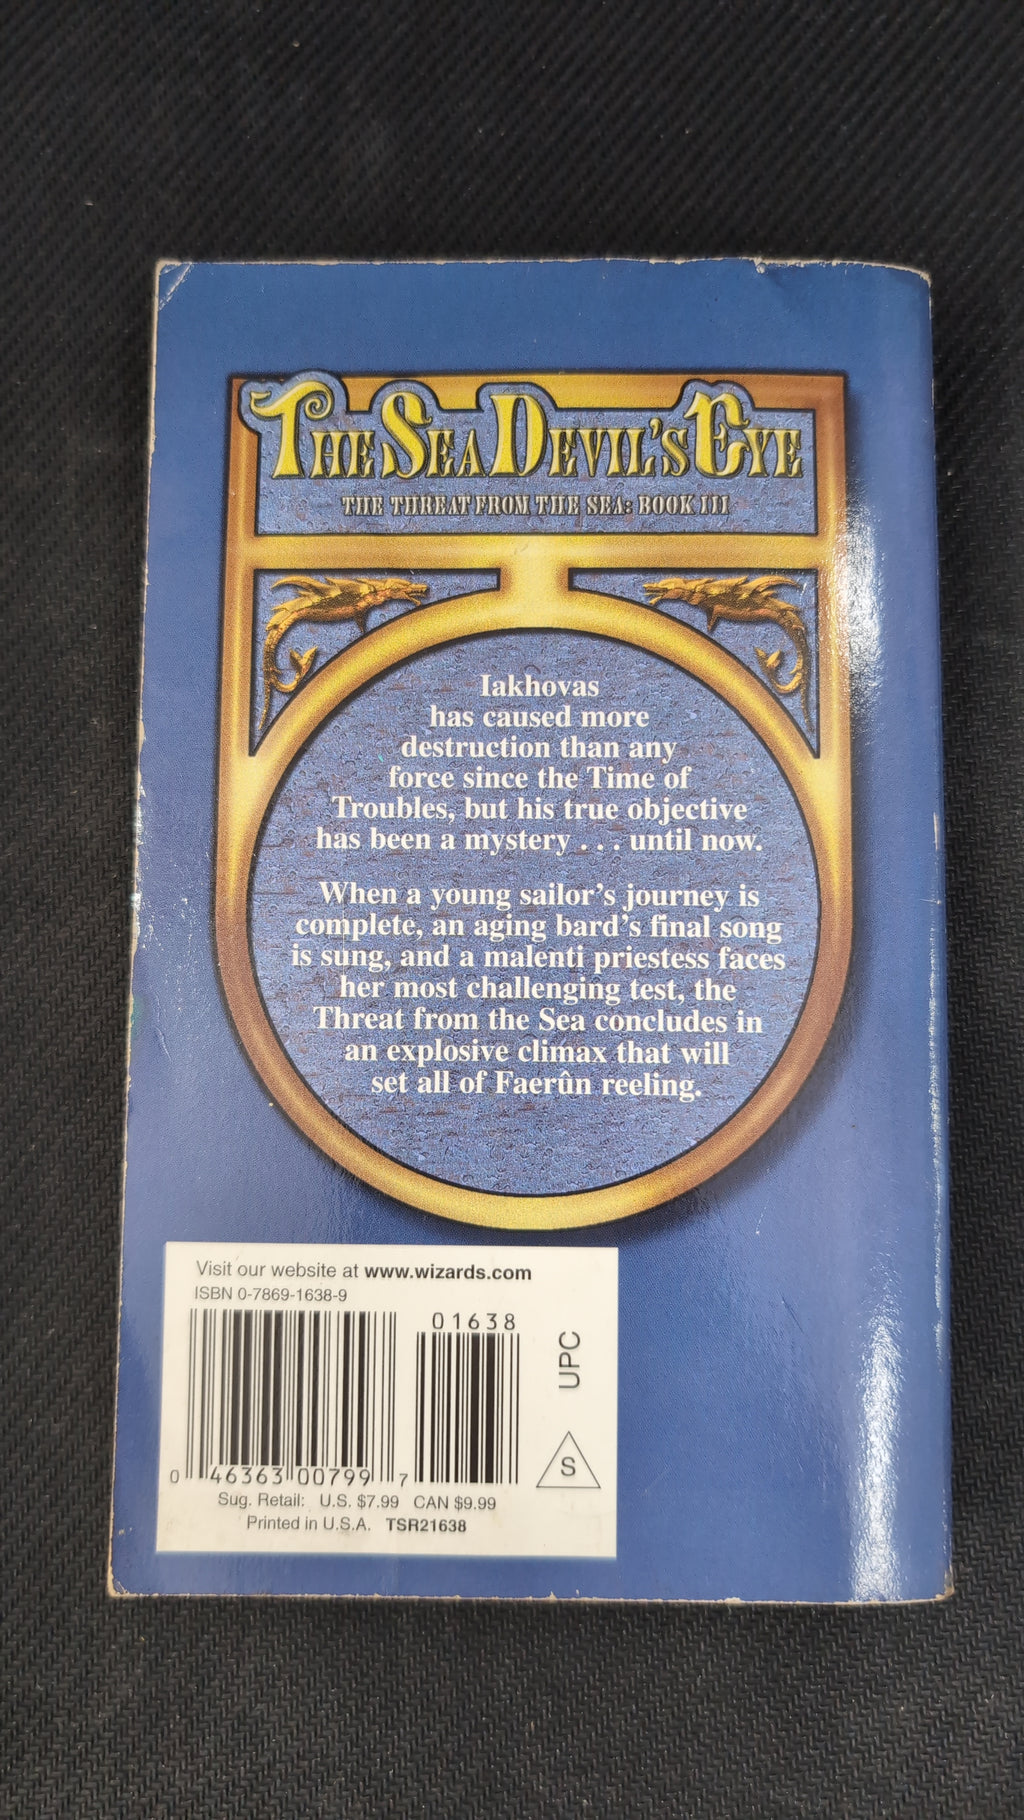 THE SEA DEVIL'S EYE
THE THREAT FROM THE SEA: BOOK III
Iakhovas
has caused more
destruction than any
force since the Time of
Troubles, but his true objective
has been a mystery . . . until now.
When a young sailor's journey is
complete, an aging bard's final song
is sung, and a malenti priestess faces
her most challenging test, the
Threat from the Sea concludes in
an explosive climax that will
set all of Faerûn reeling.
Visit our website at www.wizards.com
ISBN 0-7869-1638-9
01638
UPC
S
0 46363 00799 7
Sug. Retail: U.S. $7.99 CAN $9.99
Printed in U.S.A. TSR21638